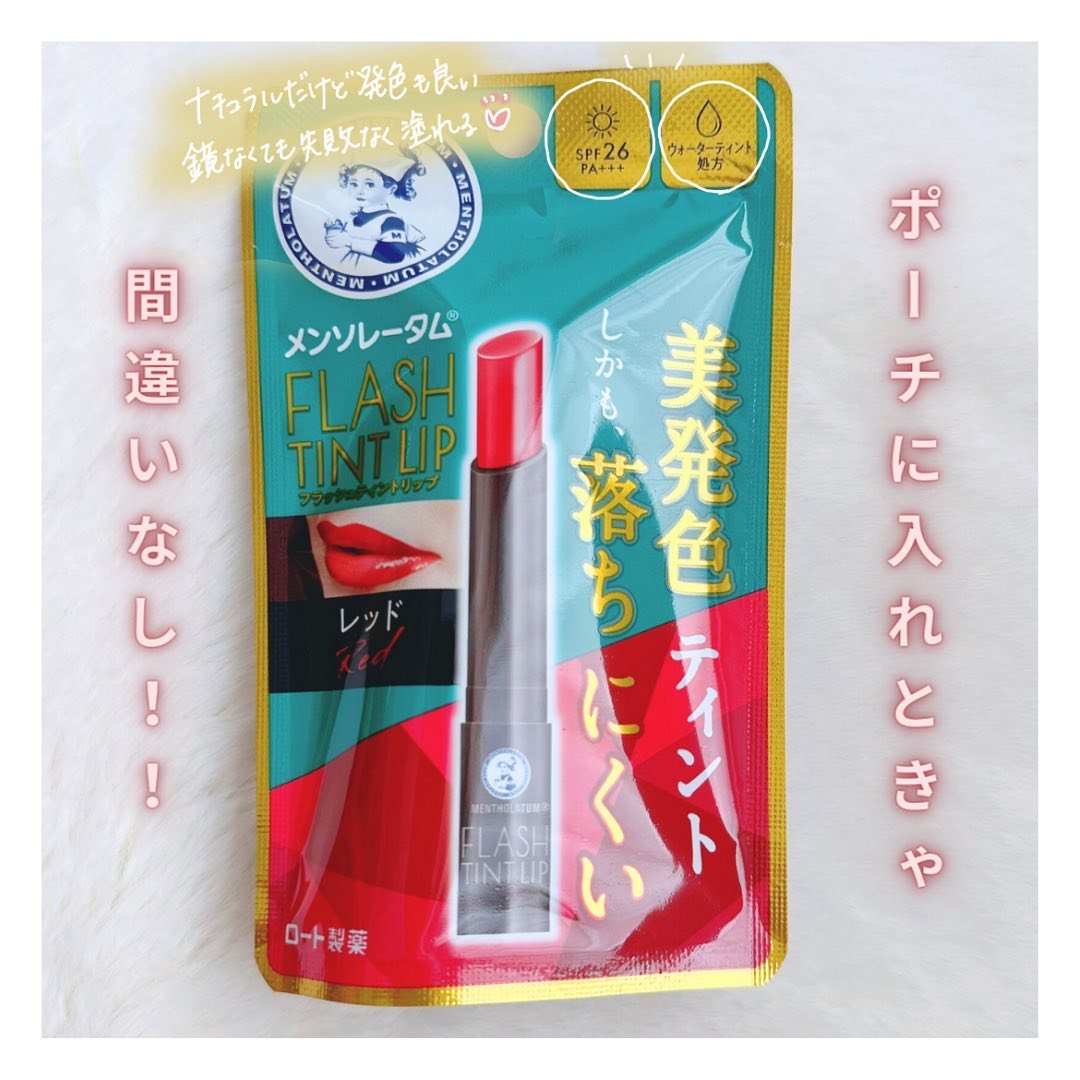 ナチュラルだけど発色も良い
鏡なくても失敗なく塗れる
SPF26
PA+++
ウォーターティント
処方
ポーチに入れときゃ
間違いなし！！
MENTHOLATUM・MENTHOLATUM
M
メンソレータム®
FLASH
TINT LIP
フラッシュティントリップ
レッド
Red
美発色ティント
しかも、落ちにくい
MENTHOLATUM®
FLASH
TINT LIP
ロート製薬